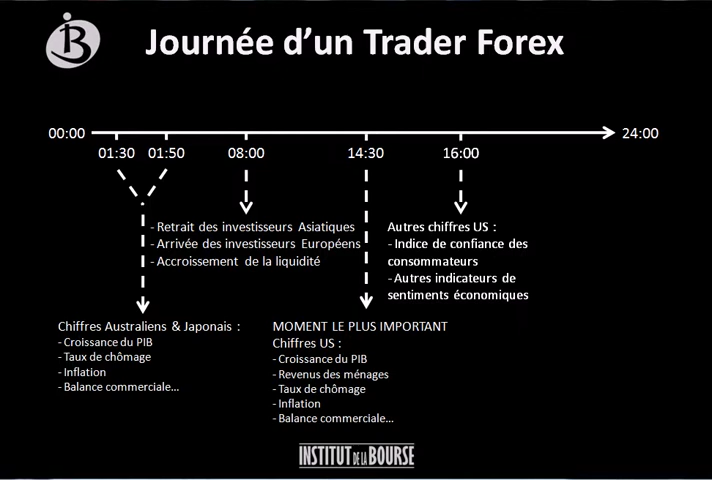 Journée d'un Trader Forex
00:00
24:00
01:30
01:50
08:00
14:30
16:00
- Retrait des investisseurs Asiatiques
- Arrivée des investisseurs Européens
- Accroissement de la liquidité
Autres chiffres US :
- Indice de confiance des
consommateurs
- Autres indicateurs de
sentiments économiques
Chiffres Australiens & Japonais :
- Croissance du PIB
- Taux de chômage
- Inflation
- Balance commerciale...
MOMENT LE PLUS IMPORTANT
Chiffres US :
- Croissance du PIB
- Revenus des ménages
- Taux de chômage
- Inflation
- Balance commerciale...
INSTITUT DE LA BOURSE